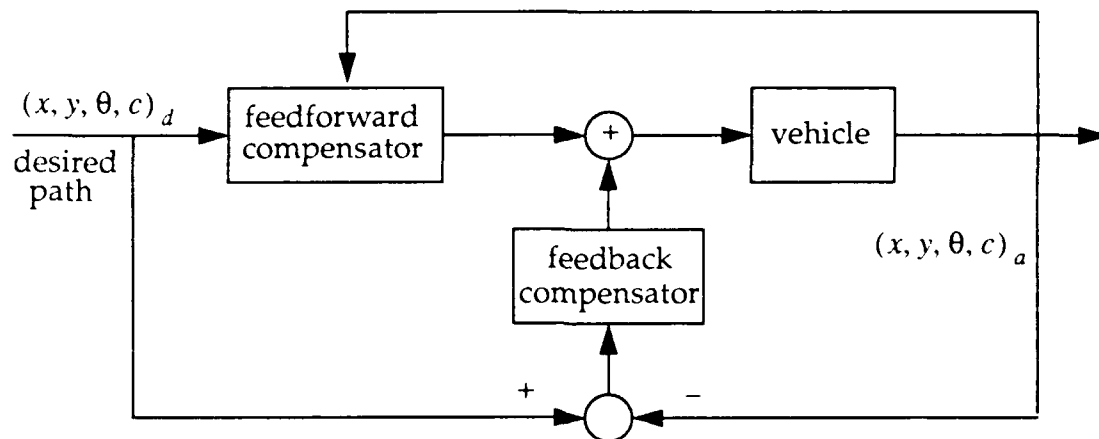 (x, y, θ, c) d
desired
path
feedforward
compensator
+
vehicle
feedback
compensator
(x, y, θ, c) a
+
−